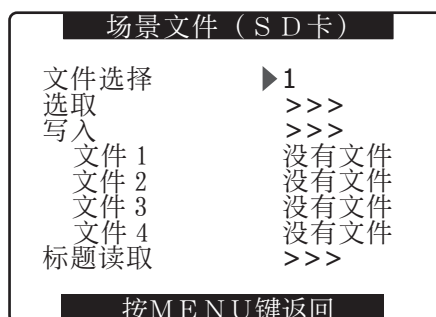 场景文件（SD卡）
文件选择 ▶1
选取 >>>
写入 >>>
文件 1 没有文件
文件 2 没有文件
文件 3 没有文件
文件 4 没有文件
标题读取 >>>
按MENU键返回